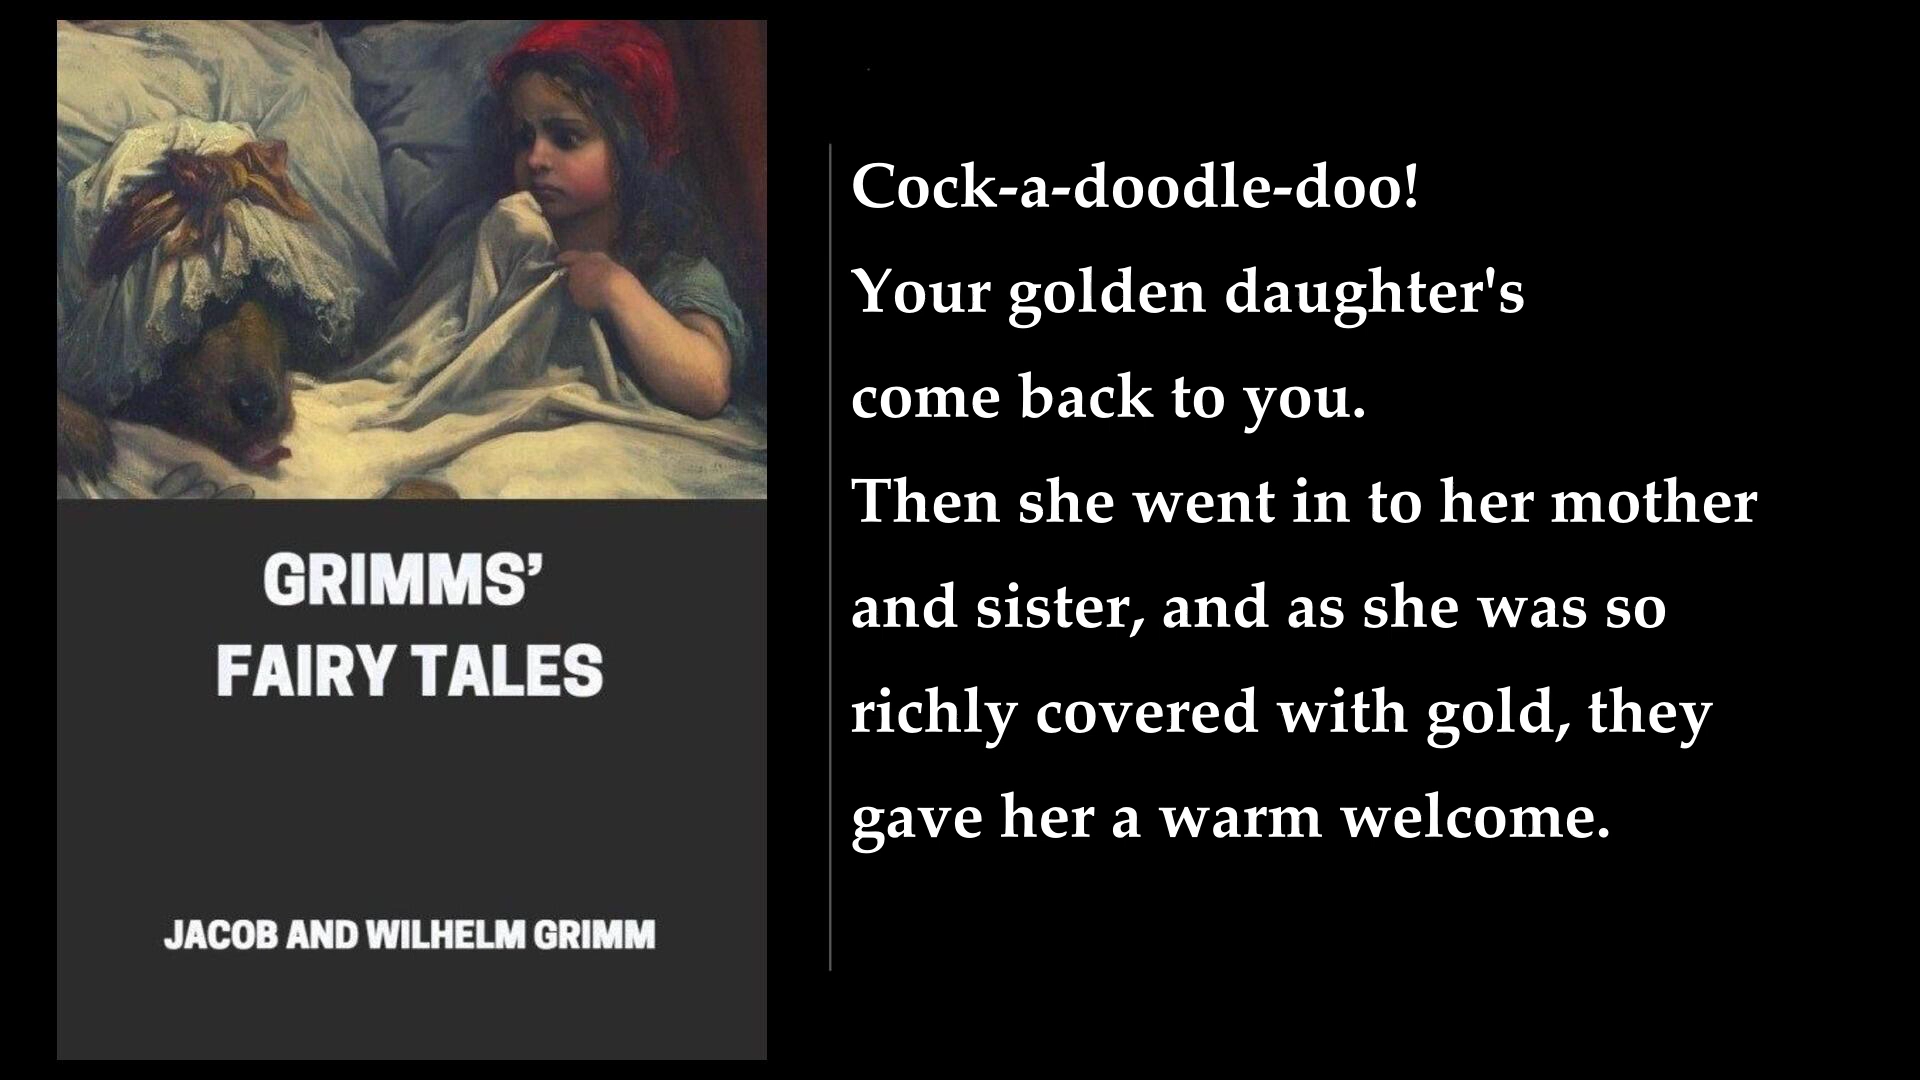 GRIMMS’
FAIRY TALES
JACOB AND WILHELM GRIMM
Cock-a-doodle-doo!
Your golden daughter's
come back to you.
Then she went in to her mother
and sister, and as she was so
richly covered with gold, they
gave her a warm welcome.